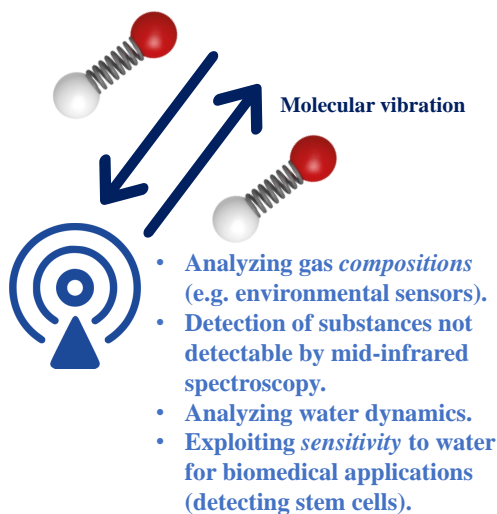 Molecular vibration
• Analyzing gas compositions
(e.g. environmental sensors).
• Detection of substances not
detectable by mid-infrared
spectroscopy.
• Analyzing water dynamics.
• Exploiting sensitivity to water
for biomedical applications
(detecting stem cells).